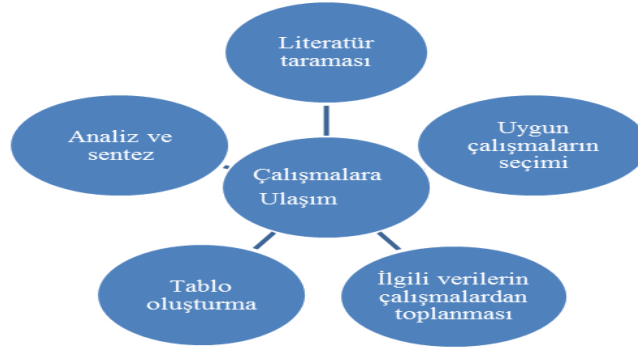 Literatür
taraması
Uygun
çalışmaların
seçimi
İlgili verilerin
çalışmalardan
toplanması
Tablo
oluşturma
Analiz ve
sentez
Çalışmalara
Ulaşım